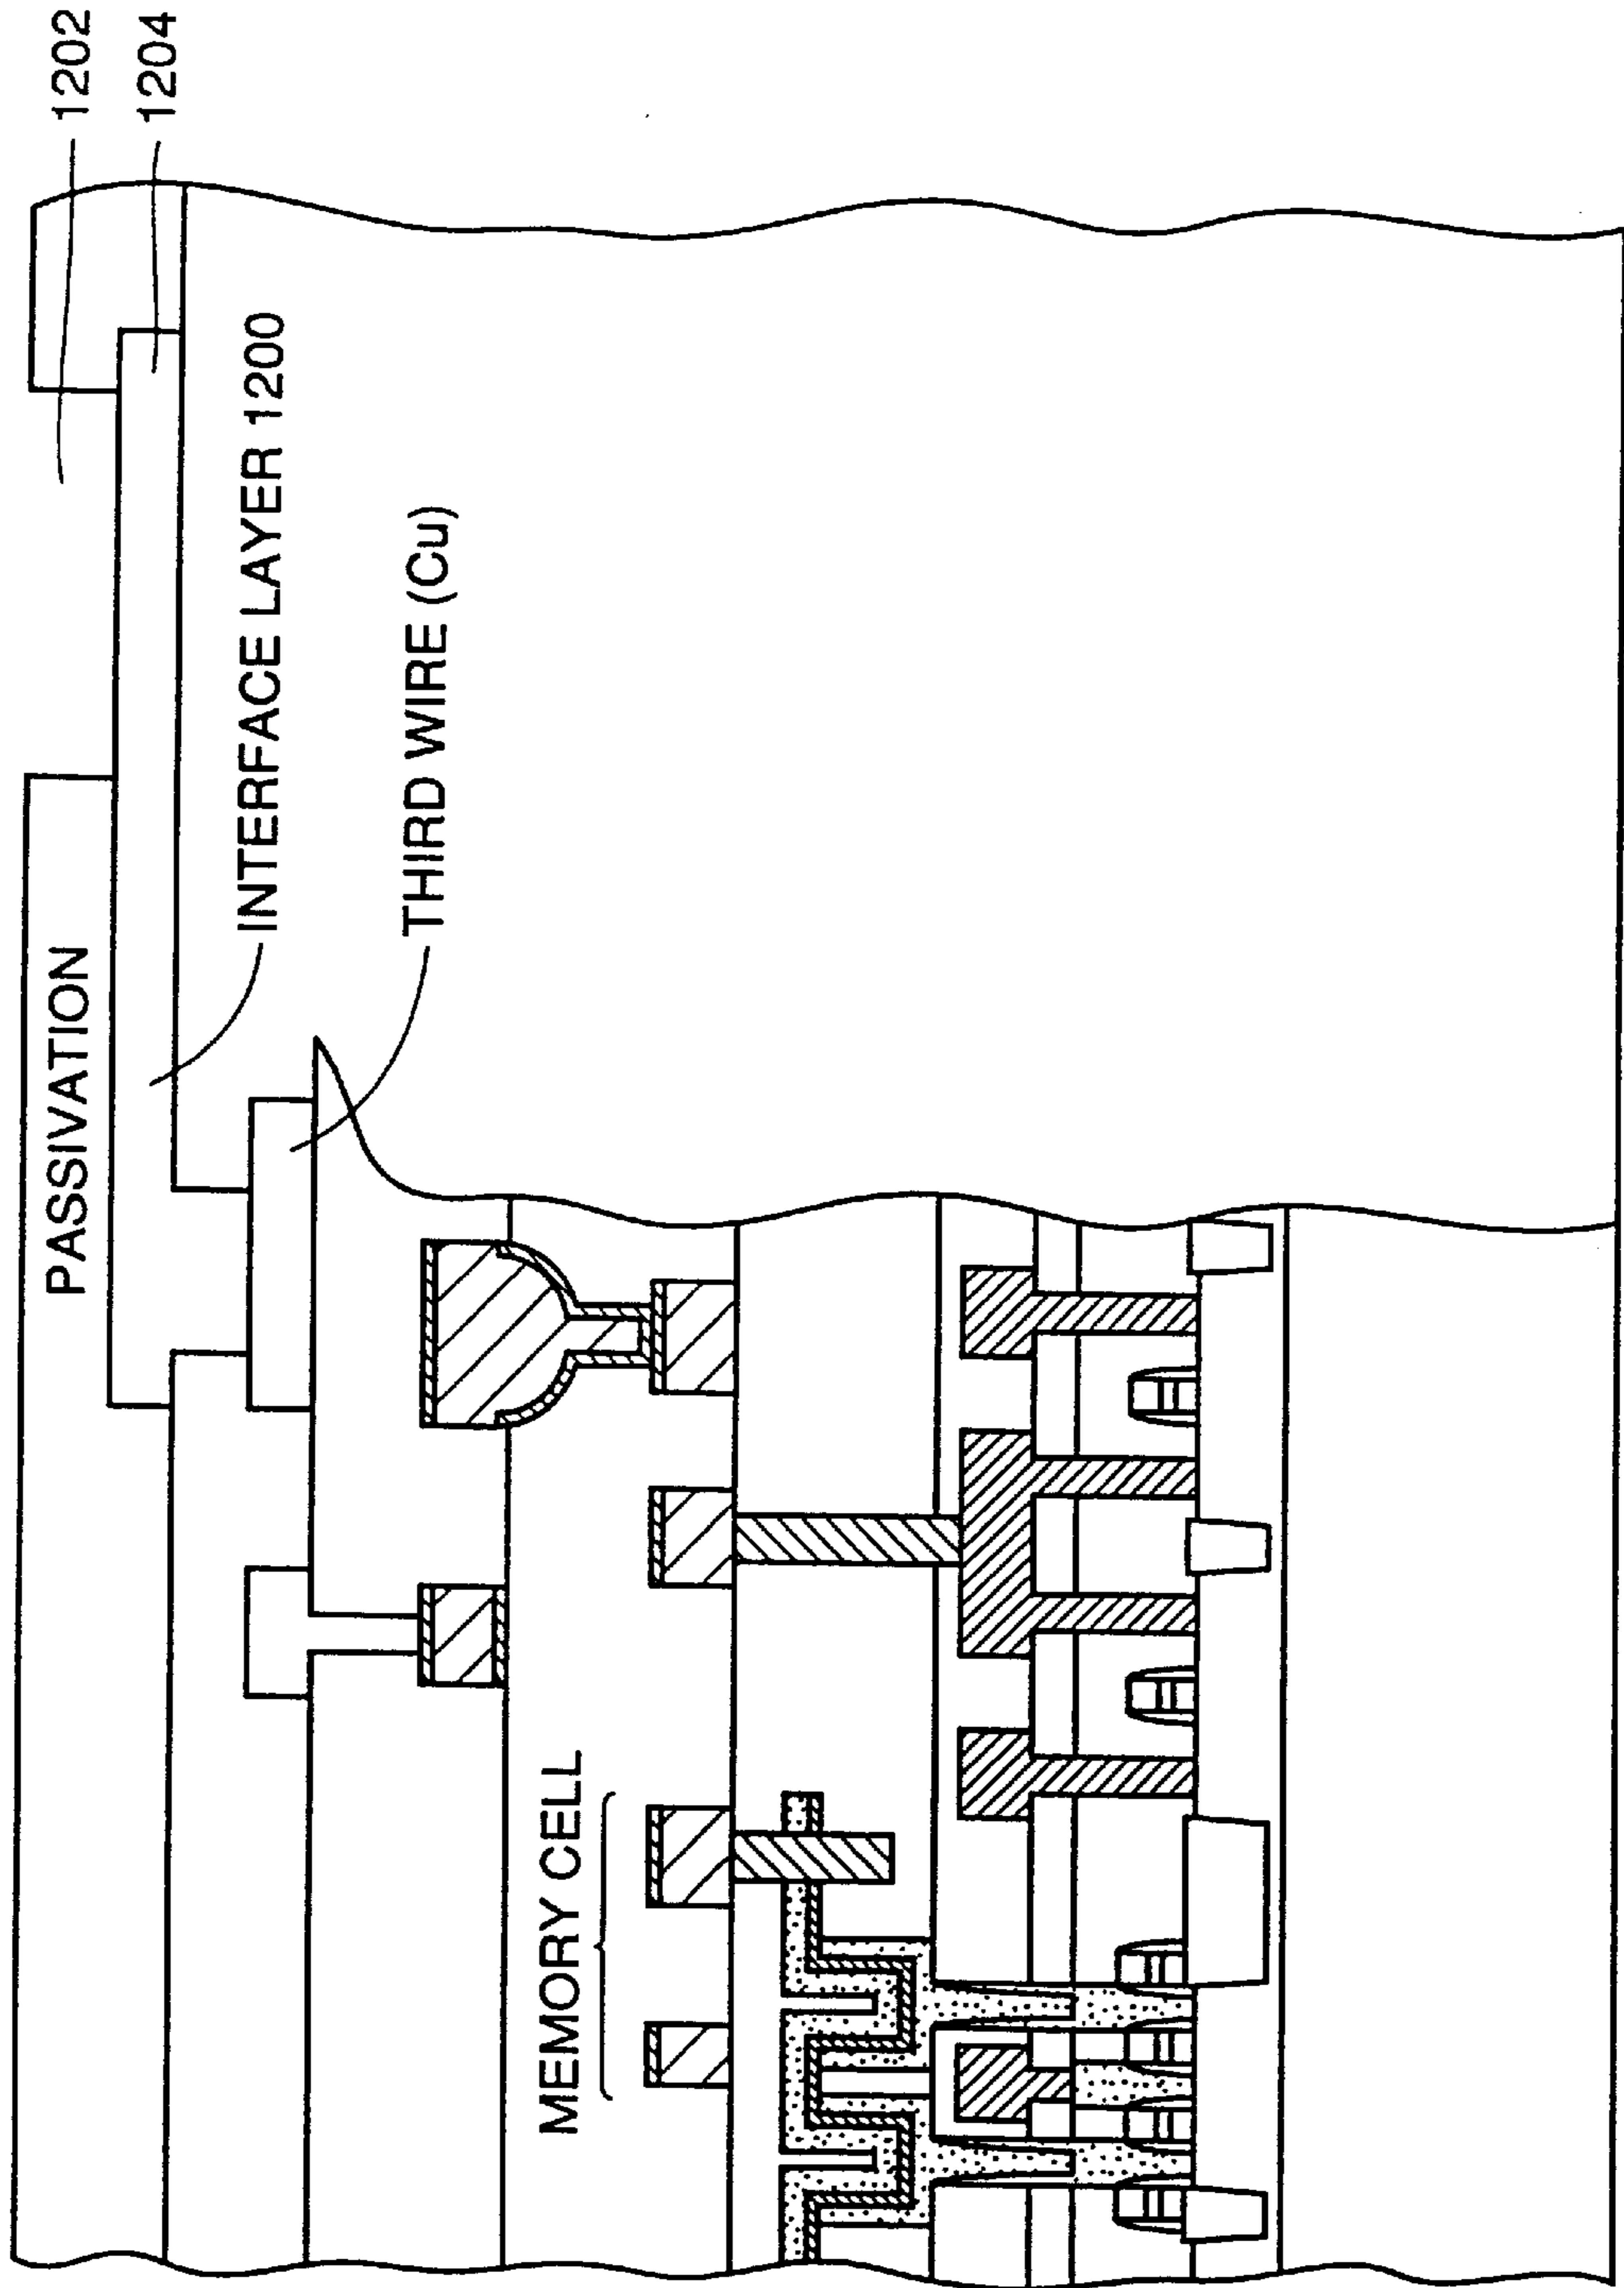 1202
1204
PASSIVATION
INTERFACE LAYER 1200
THIRD WIRE (Cu)
MEMORY CELL